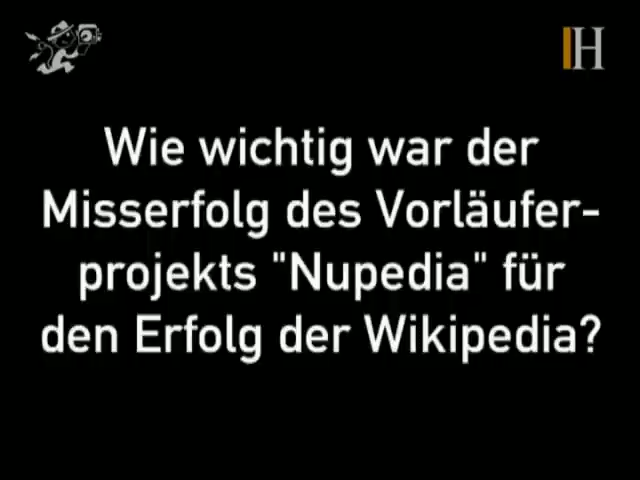 H
Wie wichtig war der
Misserfolg des Vorläufer-
projekts "Nupedia" für
den Erfolg der Wikipedia?